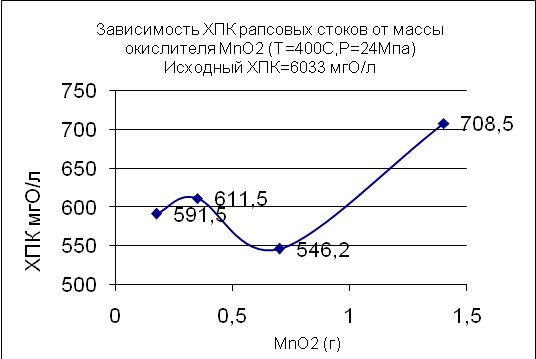 Зависимость ХПК рапсовых стоков от массы
окислителя MnO2 (T=400С,Р=24Мпа)
Исходный ХПК=6033 мгО/л
750
700
650
600
550
500
ХПК мгО/л
708,5
611,5
591,5
546,2
0
0,5
1
1,5
MnO2 (г)